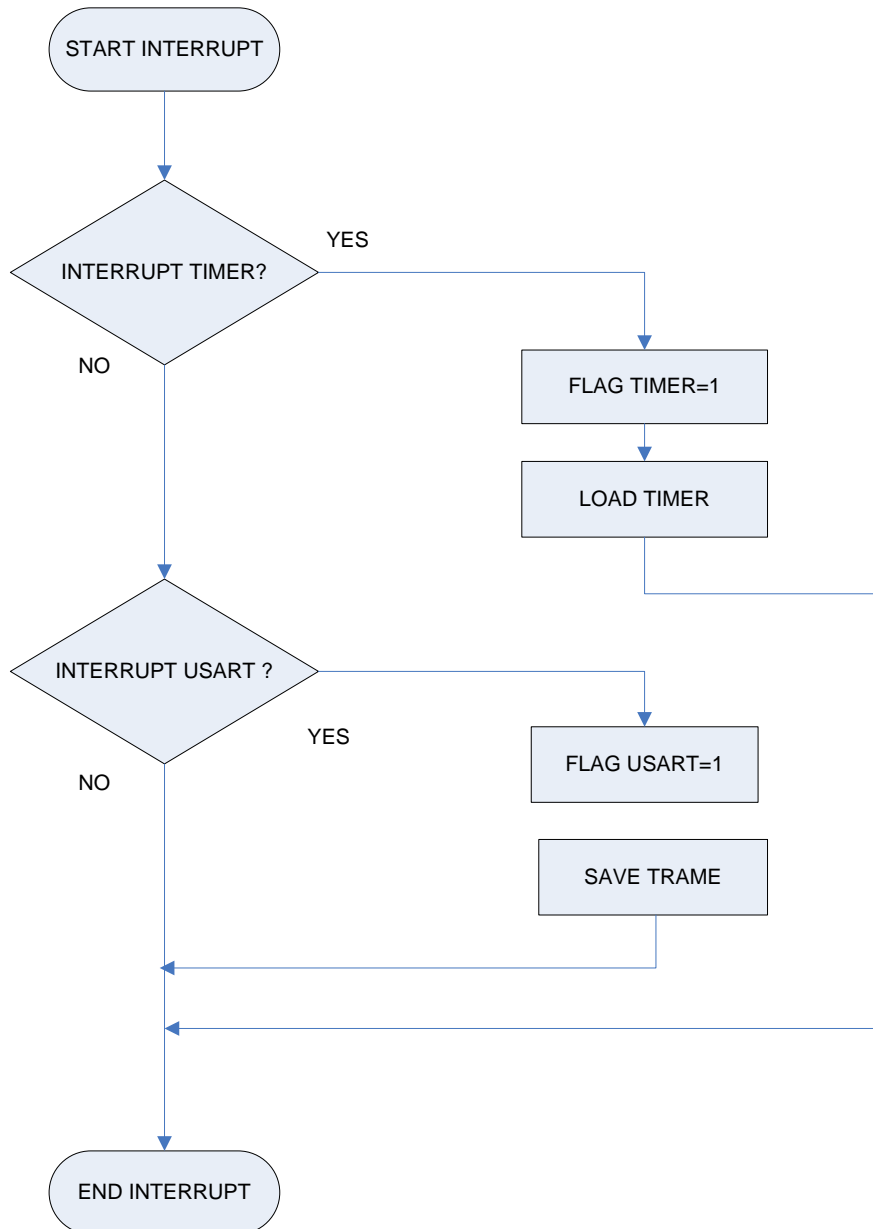 START INTERRUPT
YES
INTERRUPT TIMER?
NO
FLAG TIMER=1
LOAD TIMER
INTERRUPT USART ?
YES
FLAG USART=1
NO
SAVE TRAME
END INTERRUPT